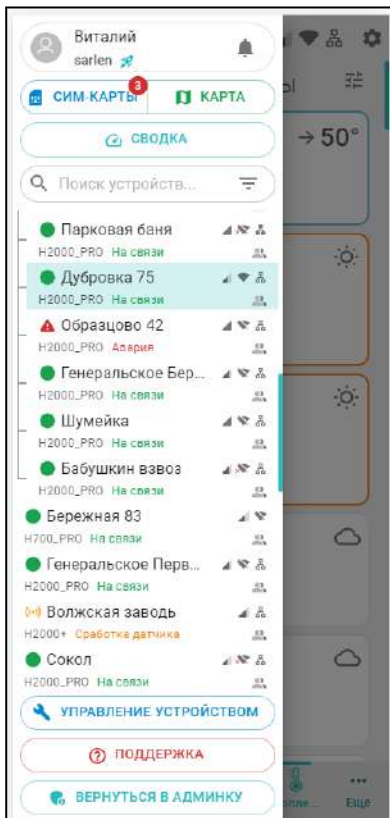 Виталий
sarlen
СИМ-КАРТЫ 3 КАРТА
СВОДКА
→ 50°
Поиск устройств...
Парковая баня
H2000_PRO На связи
Дубровка 75
H2000_PRO На связи
Образцово 42
H2000_PRO Авария
Генеральское Бер...
H2000_PRO На связи
Шумейка
H2000_PRO На связи
Бабушкин взвоз
H2000_PRO На связи
Бережная 83
H700_PRO На связи
Генеральское Перв...
H2000_PRO На связи
Волжская заводь
H2000+ Сработка датчика
Сокол
H2000_PRO На связи
УПРАВЛЕНИЕ УСТРОЙСТВОМ
ПОДДЕРЖКА
ВЕРНУТЬСЯ В АДМИНКУ
Ещё